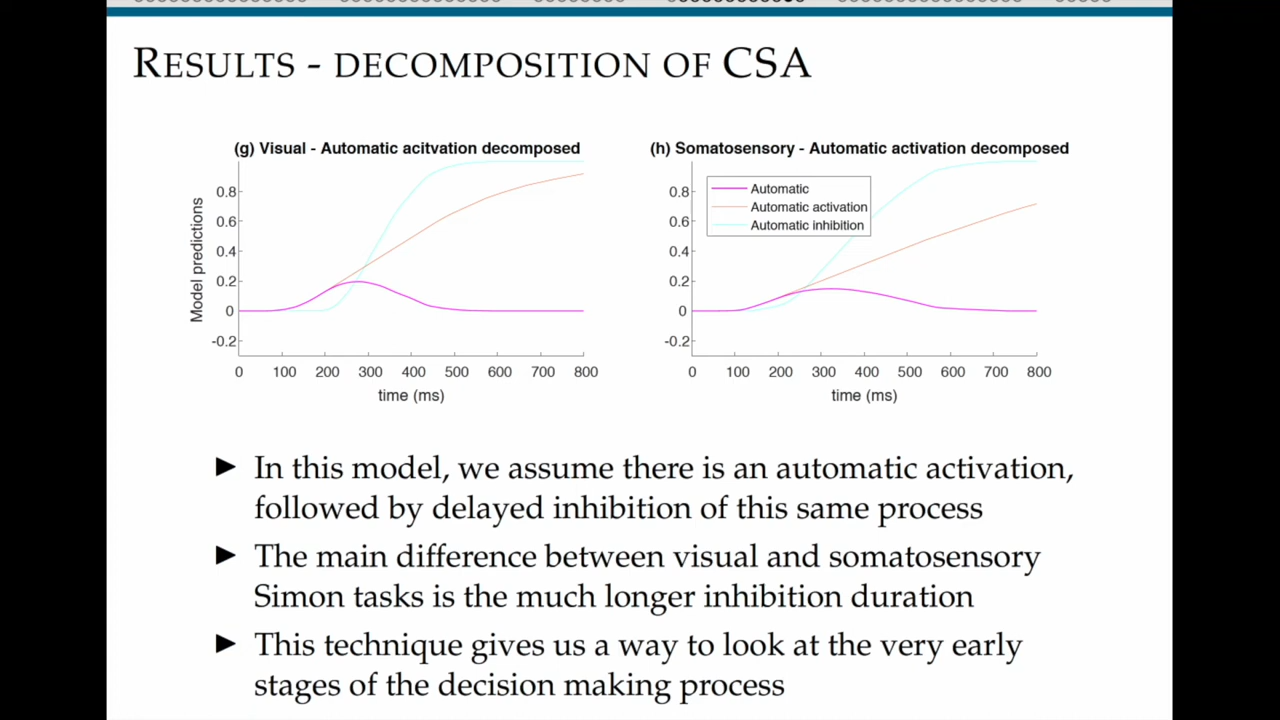 RESULTS - DECOMPOSITION OF CSA
(g) Visual - Automatic acitvation decomposed
Model predictions
0.8
0.6
0.4
0.2
0
-0.2
0 100 200 300 400 500 600 700 800
time (ms)
(h) Somatosensory - Automatic activation decomposed
Automatic
Automatic activation
Automatic inhibition
0.8
0.6
0.4
0.2
0
-0.2
0 100 200 300 400 500 600 700 800
time (ms)
► In this model, we assume there is an automatic activation,
followed by delayed inhibition of this same process
► The main difference between visual and somatosensory
Simon tasks is the much longer inhibition duration
► This technique gives us a way to look at the very early
stages of the decision making process